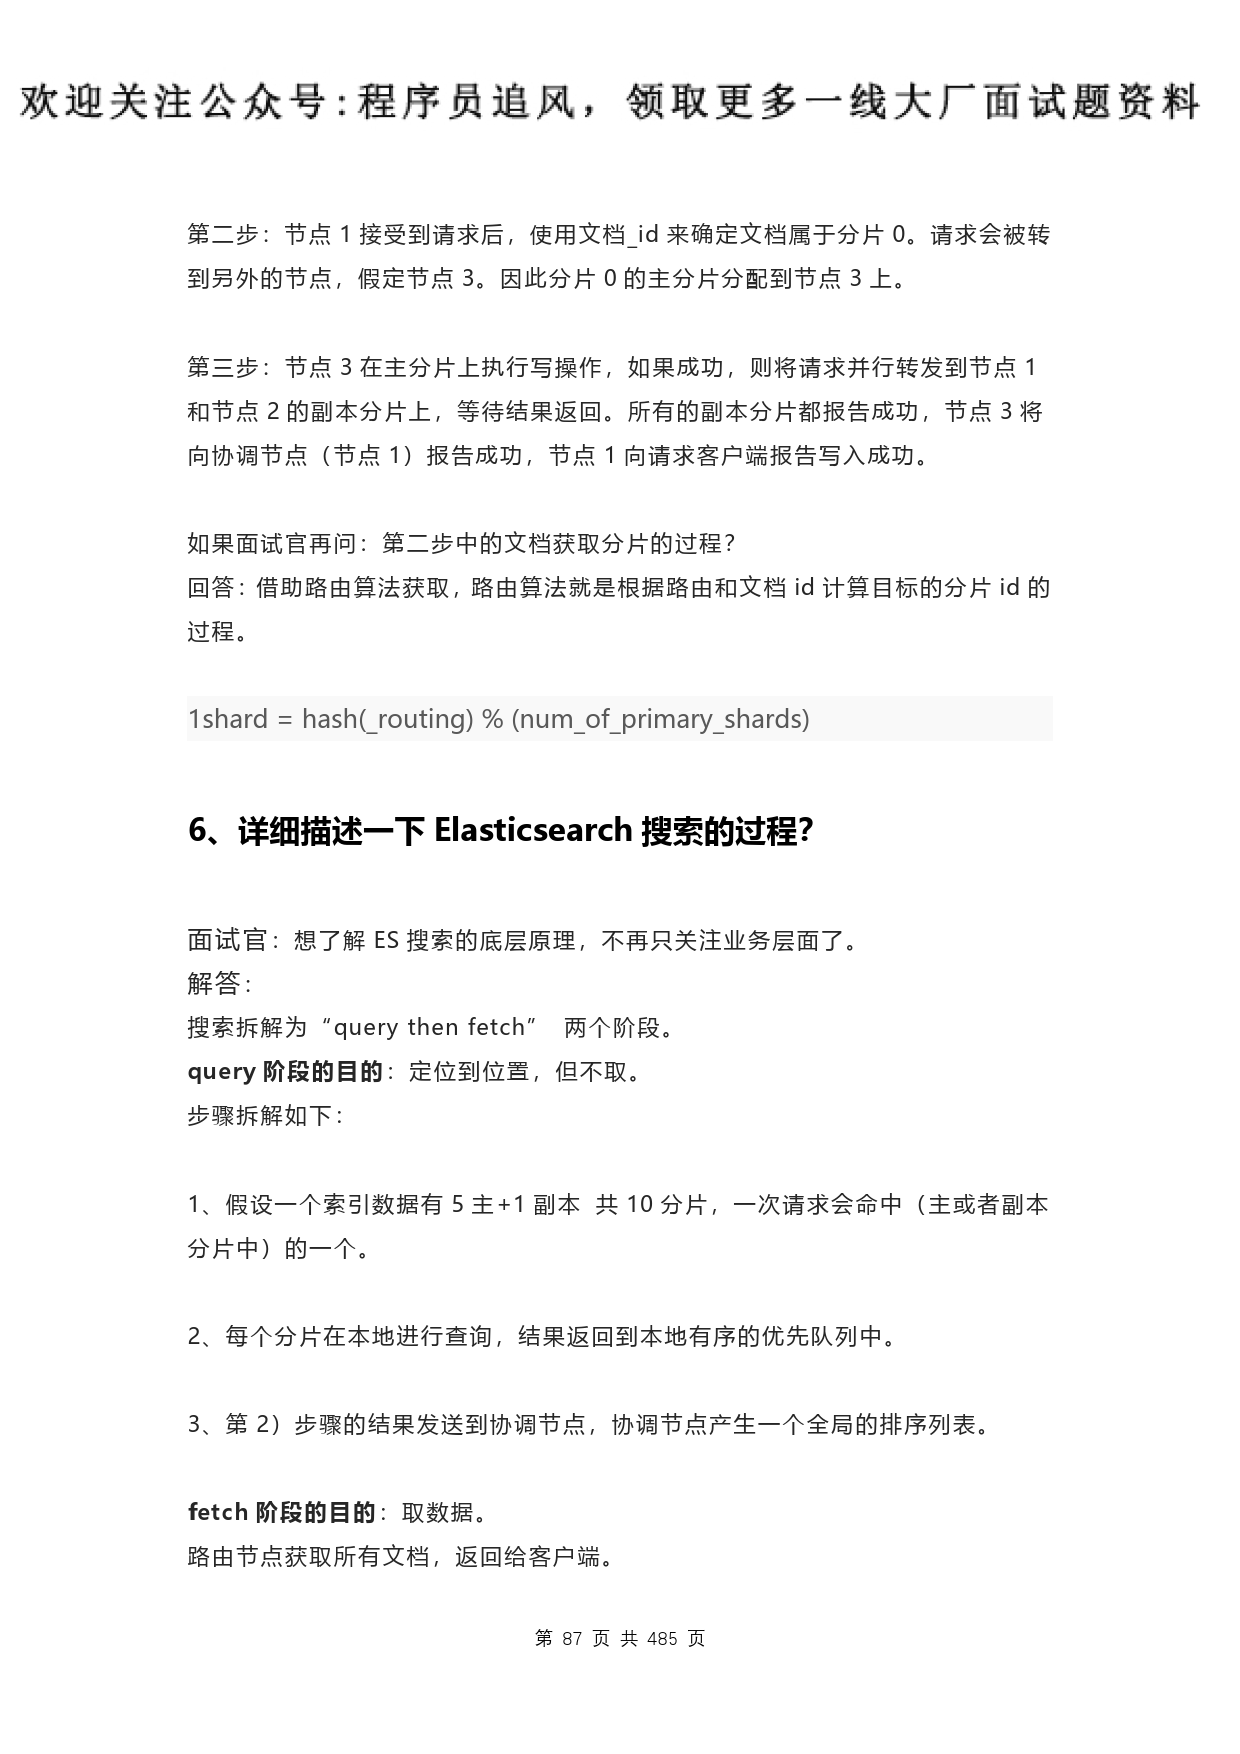 欢迎关注公众号:程序员追风，领取更多一线大厂面试题资料
第二步：节点 1 接受到请求后，使用文档_id 来确定文档属于分片 0。请求会被转
到另外的节点，假定节点 3。因此分片 0 的主分片分配到节点 3 上。
第三步：节点 3 在主分片上执行写操作，如果成功，则将请求并行转发到节点 1
和节点 2 的副本分片上，等待结果返回。所有的副本分片都报告成功，节点 3 将
向协调节点（节点 1）报告成功，节点 1 向请求客户端报告写入成功。
如果面试官再问：第二步中的文档获取分片的过程？
回答：借助路由算法获取，路由算法就是根据路由和文档 id 计算目标的分片 id 的
过程。
1shard = hash(_routing) % (num_of_primary_shards)
6、详细描述一下 Elasticsearch 搜索的过程？
面试官：想了解 ES 搜索的底层原理，不再只关注业务层面了。
解答：
搜索拆解为“query then fetch” 两个阶段。
query 阶段的目的：定位到位置，但不取。
步骤拆解如下：
1、假设一个索引数据有 5 主+1 副本 共 10 分片，一次请求会命中（主或者副本
分片中）的一个。
2、每个分片在本地进行查询，结果返回到本地有序的优先队列中。
3、第 2）步骤的结果发送到协调节点，协调节点产生一个全局的排序列表。
fetch 阶段的目的：取数据。
路由节点获取所有文档，返回给客户端。
第 87 页 共 485 页